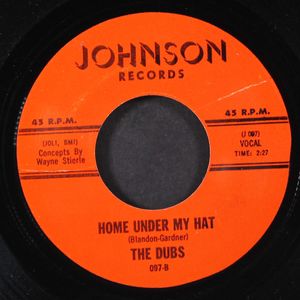 JOHNSON
RECORDS
45 R.P.M.
45 R.P.M.
(JOLI, BMI)
Concepts By
Wayne Stierle
(J 097)
VOCAL
TIME: 2:27
HOME UNDER MY HAT
(Blandon-Gardner)
THE DUBS
097-B